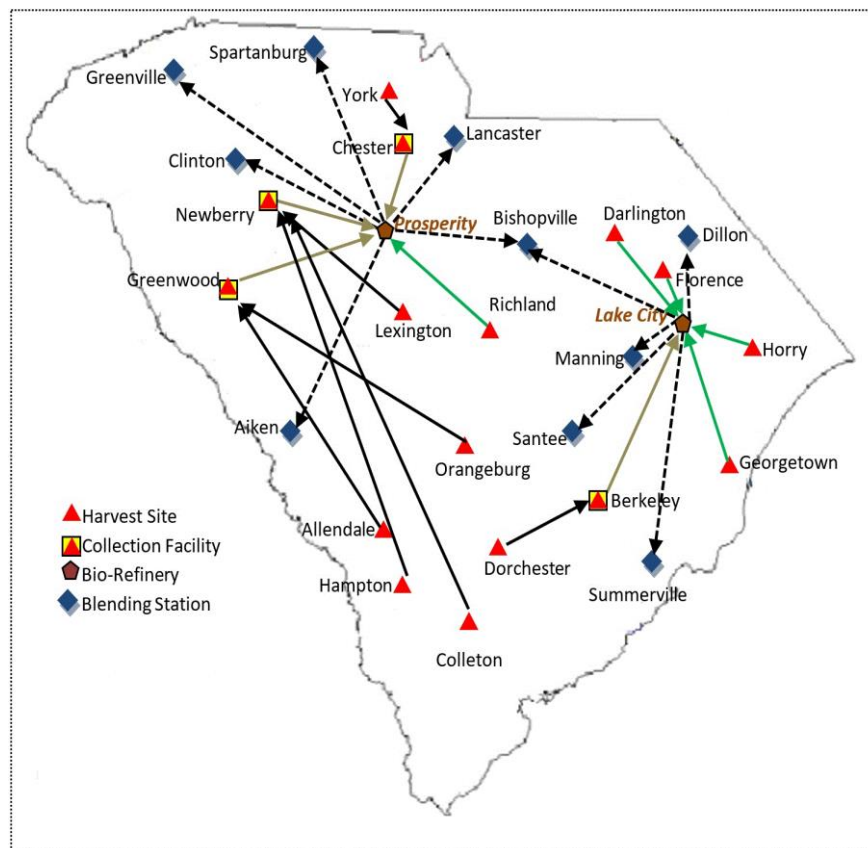 Spartanburg
Greenville
York
Lancaster
Chester
Clinton
Newberry
Prosperity
Bishopville
Darlington
Dillon
Greenwood
Florence
Richland
Lexington
Lake City
Manning
Horry
Aiken
Santee
Orangeburg
Georgetown
Harvest Site
Allendale
Berkeley
Collection Facility
Dorchester
Bio-Refinery
Hampton
Blending Station
Summerville
Colleton